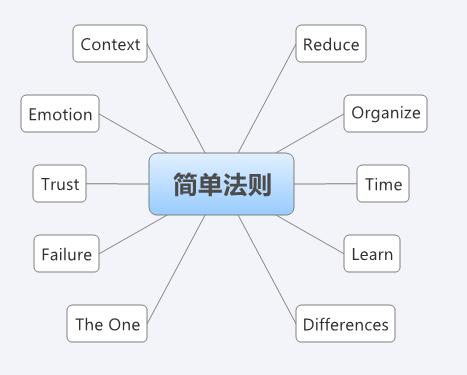 Context
Reduce
Emotion
Organize
简单法则
Trust
Time
Failure
Learn
The One
Differences